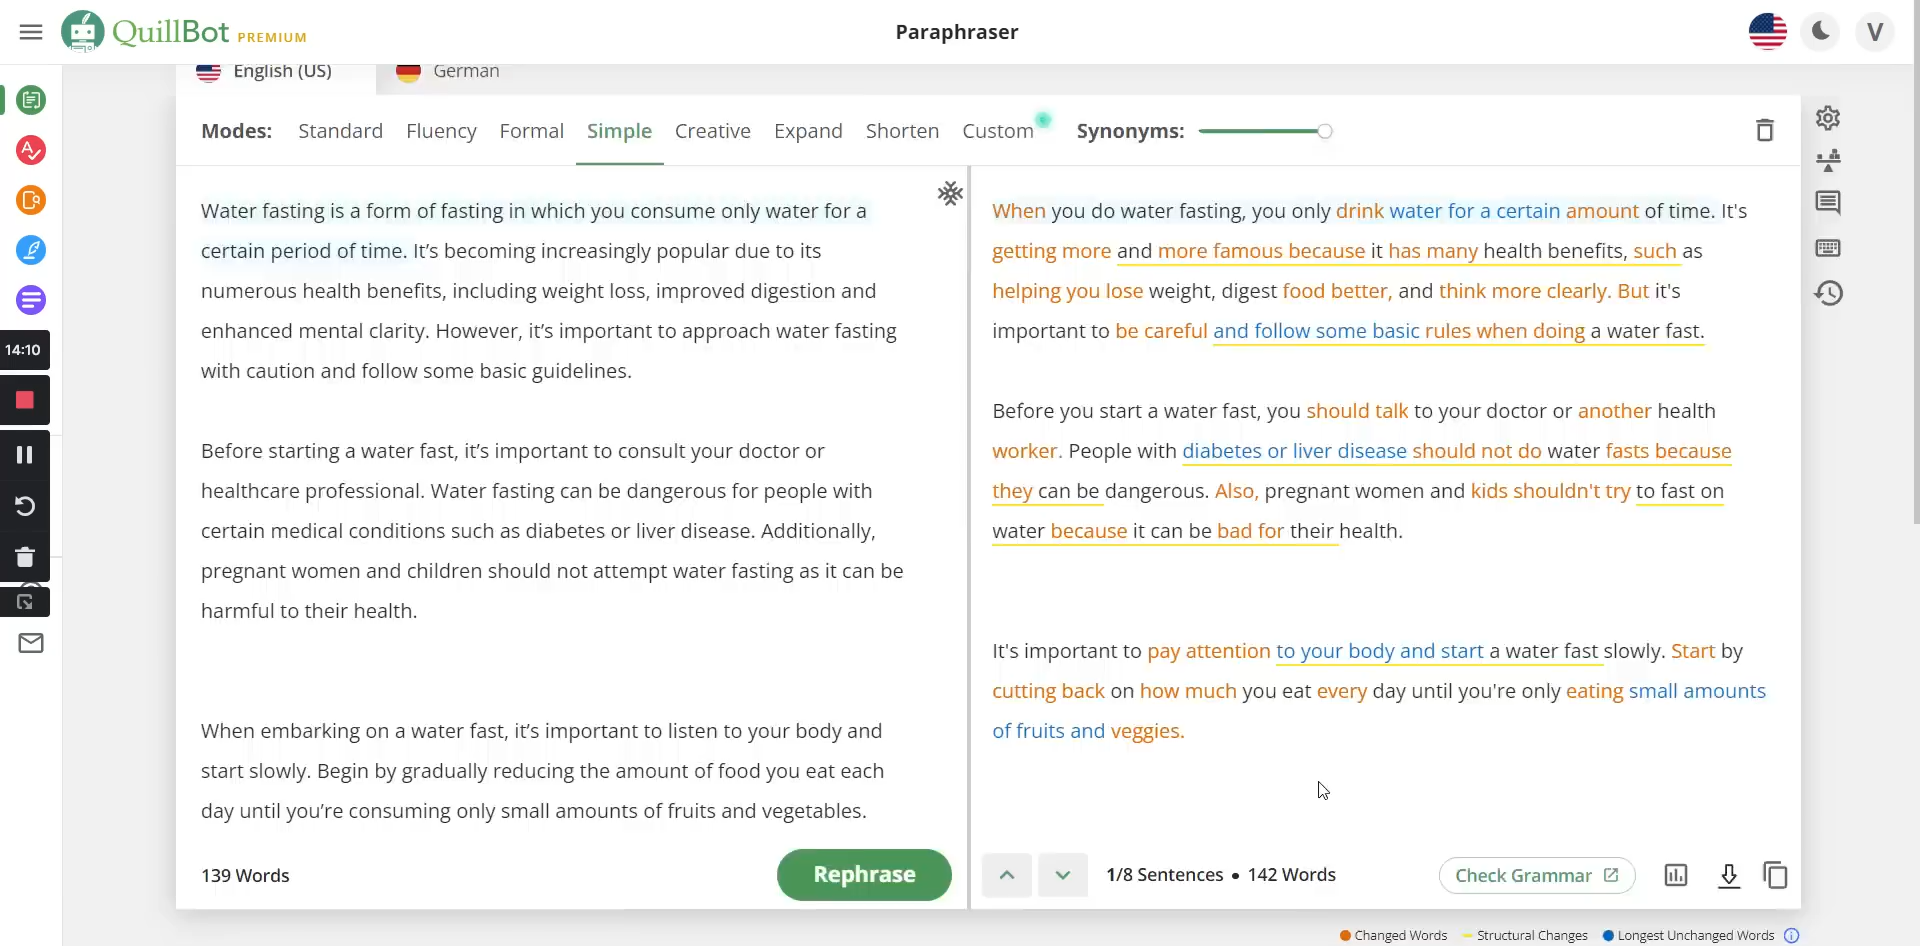 QuillBot PREMIUM
Paraphraser
V
English (US) German
Modes: Standard Fluency Formal Simple Creative Expand Shorten Custom Synonyms:
Water fasting is a form of fasting in which you consume only water for a
certain period of time. It’s becoming increasingly popular due to its
numerous health benefits, including weight loss, improved digestion and
enhanced mental clarity. However, it’s important to approach water fasting
with caution and follow some basic guidelines.
Before starting a water fast, it’s important to consult your doctor or
healthcare professional. Water fasting can be dangerous for people with
certain medical conditions such as diabetes or liver disease. Additionally,
pregnant women and children should not attempt water fasting as it can be
harmful to their health.
When embarking on a water fast, it’s important to listen to your body and
start slowly. Begin by gradually reducing the amount of food you eat each
day until you’re consuming only small amounts of fruits and vegetables.
139 Words
Rephrase
When you do water fasting, you only drink water for a certain amount of time. It's
getting more and more famous because it has many health benefits, such as
helping you lose weight, digest food better, and think more clearly. But it's
important to be careful and follow some basic rules when doing a water fast.
Before you start a water fast, you should talk to your doctor or another health
worker. People with diabetes or liver disease should not do water fasts because
they can be dangerous. Also, pregnant women and kids shouldn't try to fast on
water because it can be bad for their health.
It's important to pay attention to your body and start a water fast slowly. Start by
cutting back on how much you eat every day until you're only eating small amounts
of fruits and veggies.
1/8 Sentences • 142 Words
Check Grammar
Changed Words Structural Changes Longest Unchanged Words
14:10